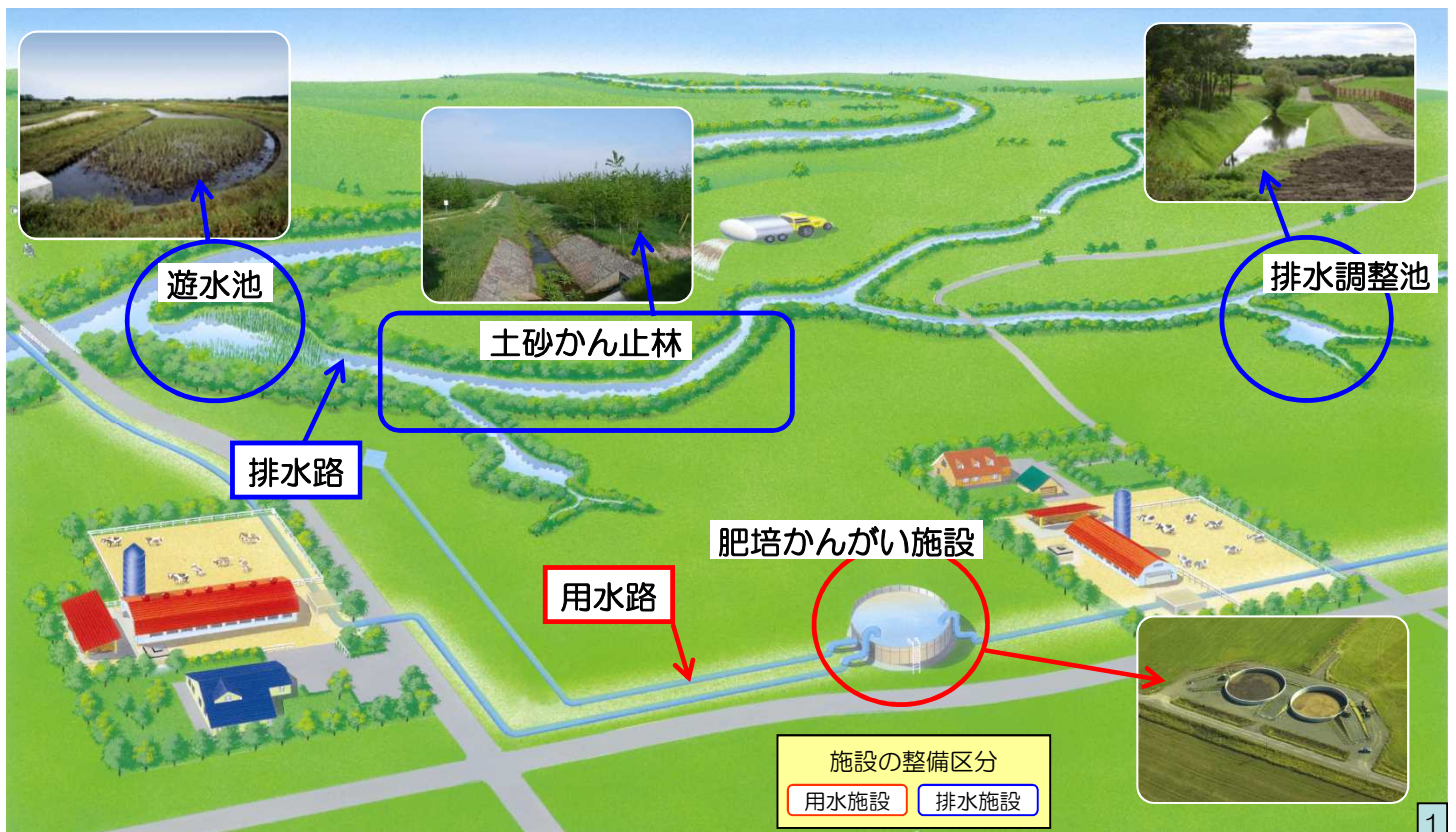 遊水池
土砂かん止林
排水調整池
排水路
肥培かんがい施設
用水路
施設の整備区分
用水施設
排水施設
1